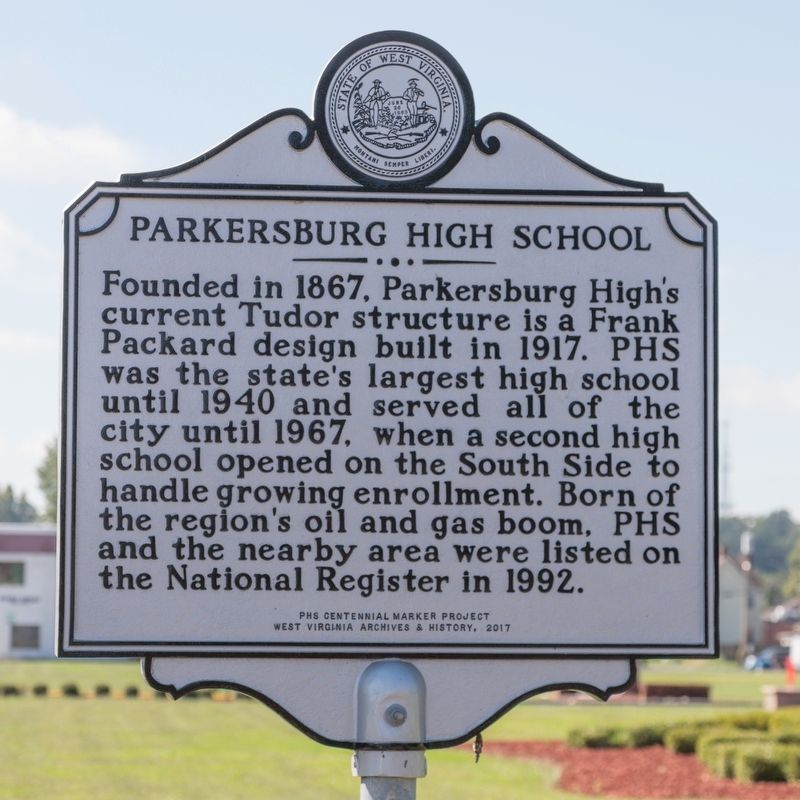 STATE OF WEST VIRGINIA
JUNE
20
1863
MONTANI SEMPER LIBERI
PARKERSBURG HIGH SCHOOL
Founded in 1867, Parkersburg High's
current Tudor structure is a Frank
Packard design built in 1917. PHS
was the state's largest high school
until 1940 and served all of the
city until 1967, when a second high
school opened on the South Side to
handle growing enrollment. Born of
the region's oil and gas boom, PHS
and the nearby area were listed on
the National Register in 1992.
PHS CENTENNIAL MARKER PROJECT
WEST VIRGINIA ARCHIVES & HISTORY, 2017